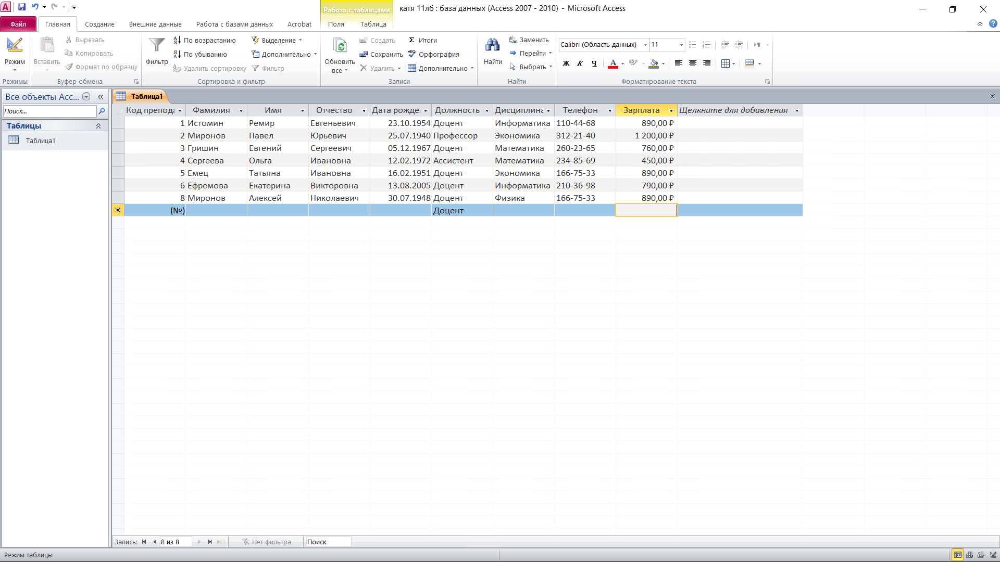 Работа с таблицами
катя 11лб : база данных (Access 2007 - 2010) - Microsoft Access
Файл Главная Создание Внешние данные Работа с базами данных Acrobat Поля Таблица
Режим
Режимы
Вставить
Вырезать
Копировать
Формат по образцу
Буфер обмена
Фильтр
По возрастанию
По убыванию
Удалить сортировку
Выделение
Дополнительно
Фильтр
Сортировка и фильтр
Обновить
все
Создать
Сохранить
Удалить
Итоги
Орфография
Дополнительно
Записи
Найти
Заменить
Перейти
Выбрать
Найти
Calibri (Область данных) 11
Ж К Ч
Форматирование текста
Все объекты Acc...
Поиск...
Таблицы
Таблица1
Таблица1
Код препода Фамилия Имя Отчество Дата рожде Должность Дисциплина Телефон Зарплата Щелкните для добавления
1 Истомин Ремир Евгеньевич 23.10.1954 Доцент Информатика 110-44-68 890,00 ₽
2 Миронов Павел Юрьевич 25.07.1940 Профессор Экономика 312-21-40 1 200,00 ₽
3 Гришин Евгений Сергеевич 05.12.1967 Доцент Математика 260-23-65 760,00 ₽
4 Сергеева Ольга Ивановна 12.02.1972 Ассистент Математика 234-85-69 450,00 ₽
5 Емец Татьяна Ивановна 16.02.1951 Доцент Экономика 166-75-33 890,00 ₽
6 Ефремова Екатерина Викторовна 13.08.2005 Доцент Информатика 210-36-98 790,00 ₽
8 Миронов Алексей Николаевич 30.07.1948 Доцент Физика 166-75-33 890,00 ₽
(№) Доцент
Запись: 8 из 8 Нет фильтра Поиск
Режим таблицы